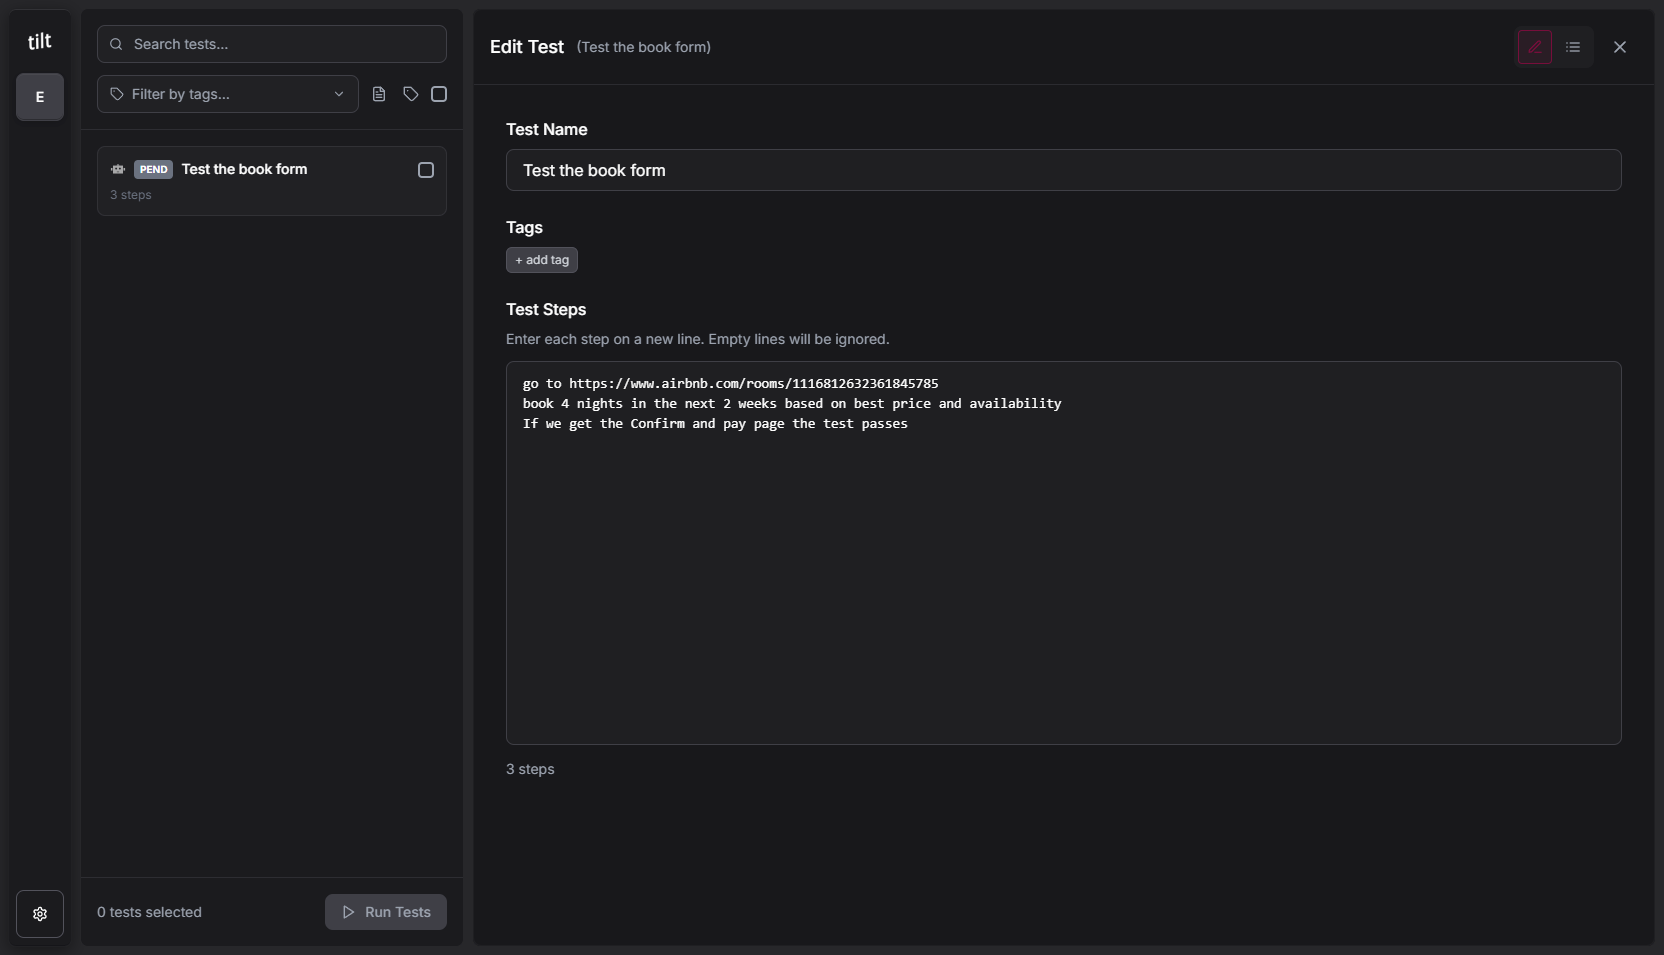 tilt
E
Search tests...
Filter by tags...
PEND Test the book form
3 steps
0 tests selected
Run Tests
Edit Test (Test the book form)
Test Name
Test the book form
Tags
+ add tag
Test Steps
Enter each step on a new line. Empty lines will be ignored.
go to https://www.airbnb.com/rooms/1116812632361845785
book 4 nights in the next 2 weeks based on best price and availability
If we get the Confirm and pay page the test passes
3 steps